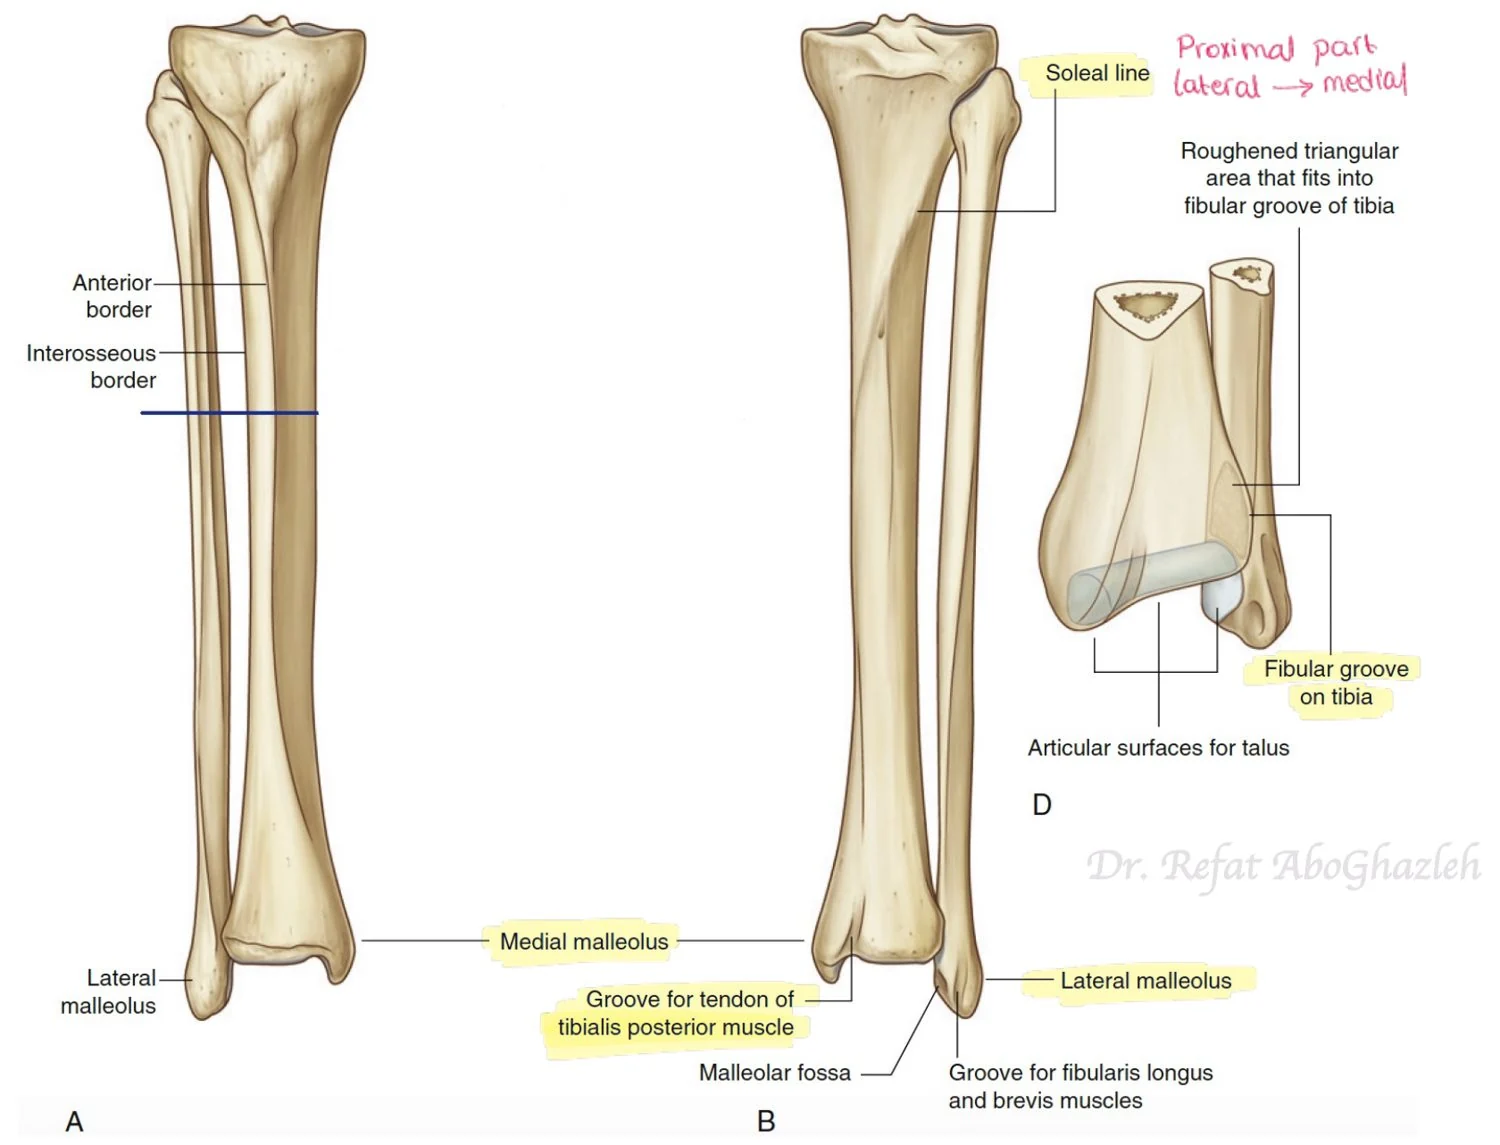 Soleal line
Proximal part
lateral → medial
Roughened triangular
area that fits into
fibular groove of tibia
Anterior
border
Interosseous
border
Fibular groove
on tibia
Articular surfaces for talus
D
Dr. Refat AboGhazleh
Medial malleolus
Lateral
malleolus
Lateral malleolus
Groove for tendon of
tibialis posterior muscle
Malleolar fossa
Groove for fibularis longus
and brevis muscles
A
B